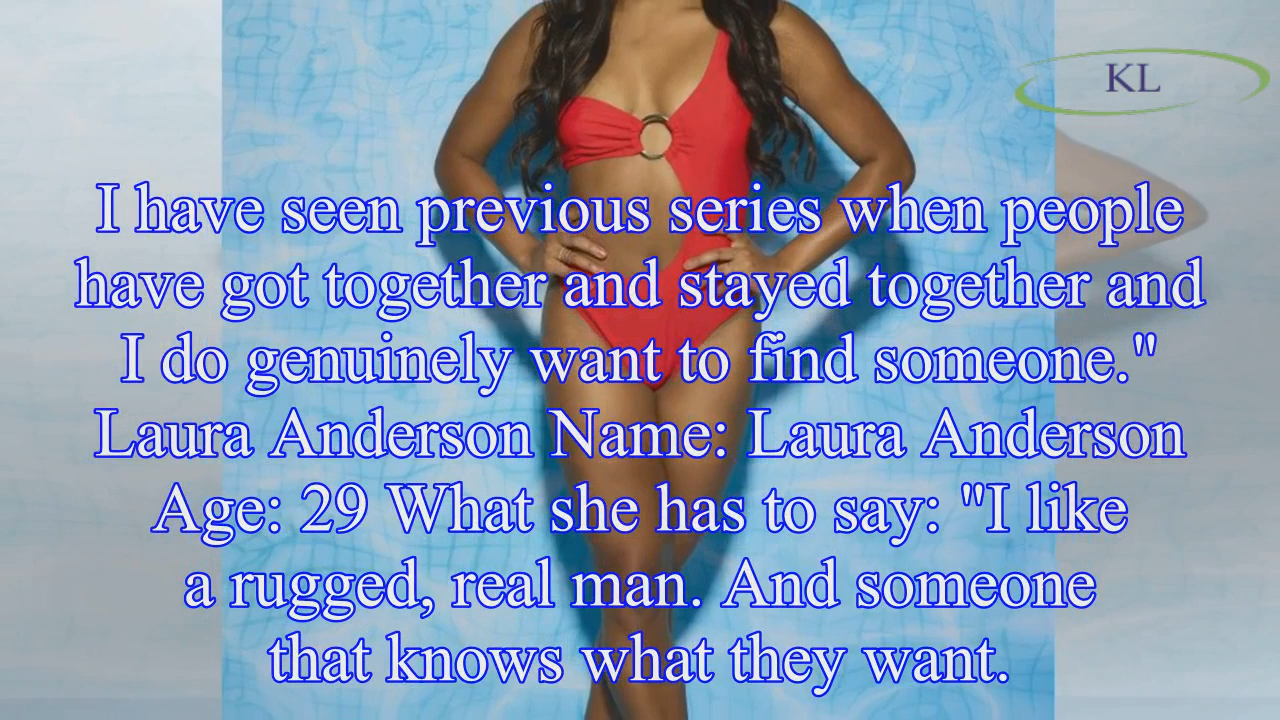 KL
I have seen previous series when people
have got together and stayed together and
I do genuinely want to find someone."
Laura Anderson Name: Laura Anderson
Age: 29 What she has to say: "I like
a rugged, real man. And someone
that knows what they want.